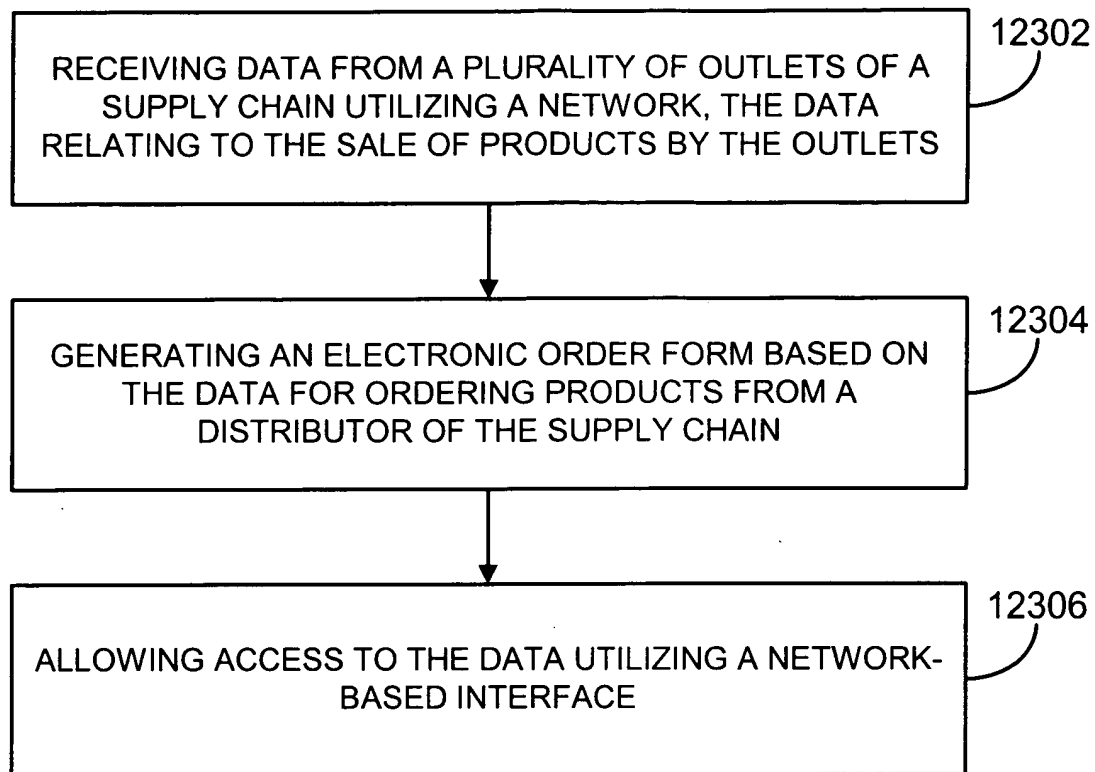 12302
RECEIVING DATA FROM A PLURALITY OF OUTLETS OF A
SUPPLY CHAIN UTILIZING A NETWORK, THE DATA
RELATING TO THE SALE OF PRODUCTS BY THE OUTLETS
12304
GENERATING AN ELECTRONIC ORDER FORM BASED ON
THE DATA FOR ORDERING PRODUCTS FROM A
DISTRIBUTOR OF THE SUPPLY CHAIN
12306
ALLOWING ACCESS TO THE DATA UTILIZING A NETWORK-
BASED INTERFACE